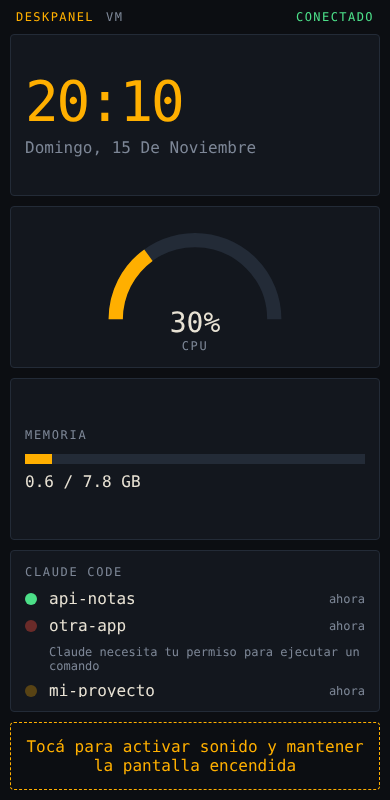 DESKPANEL VM CONECTADO
20:10
Domingo, 15 De Noviembre
30%
CPU
MEMORIA
0.6 / 7.8 GB
CLAUDE CODE
api-notas ahora
otra-app ahora
Claude necesita tu permiso para ejecutar un
comando
mi-proyecto ahora
Tocá para activar sonido y mantener
la pantalla encendida